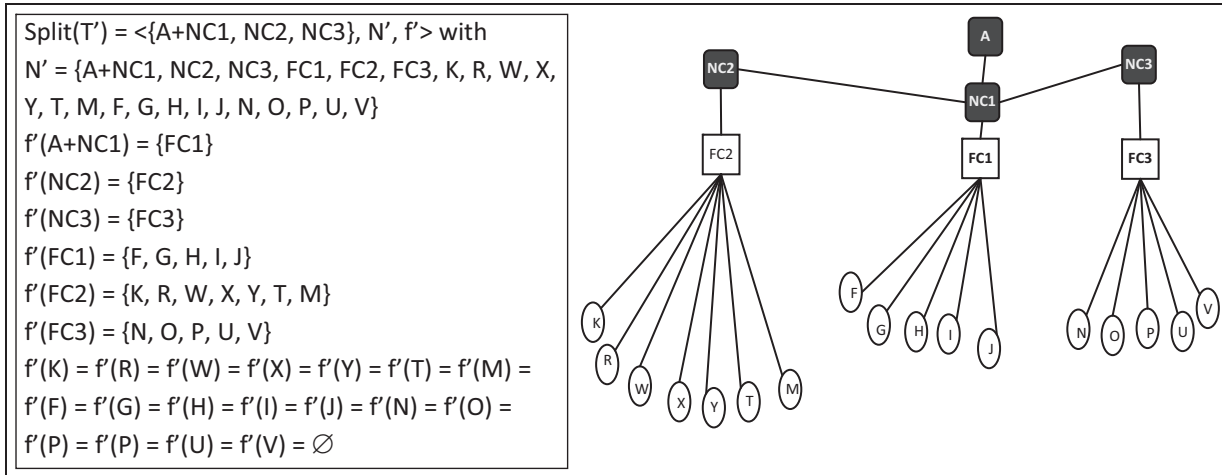 Split(T’) = <{A+NC1, NC2, NC3}, N’, f’> with
N’ = {A+NC1, NC2, NC3, FC1, FC2, FC3, K, R, W, X,
Y, T, M, F, G, H, I, J, N, O, P, U, V}
f’(A+NC1) = {FC1}
f’(NC2) = {FC2}
f’(NC3) = {FC3}
f’(FC1) = {F, G, H, I, J}
f’(FC2) = {K, R, W, X, Y, T, M}
f’(FC3) = {N, O, P, U, V}
f’(K) = f’(R) = f’(W) = f’(X) = f’(Y) = f’(T) = f’(M) =
f’(F) = f’(G) = f’(H) = f’(I) = f’(J) = f’(N) = f’(O) =
f’(P) = f’(P) = f’(U) = f’(V) = ∅
A
NC2
NC3
NC1
FC2
FC1
FC3
K
R
W
X
Y
T
M
F
G
H
I
J
N
O
P
U
V